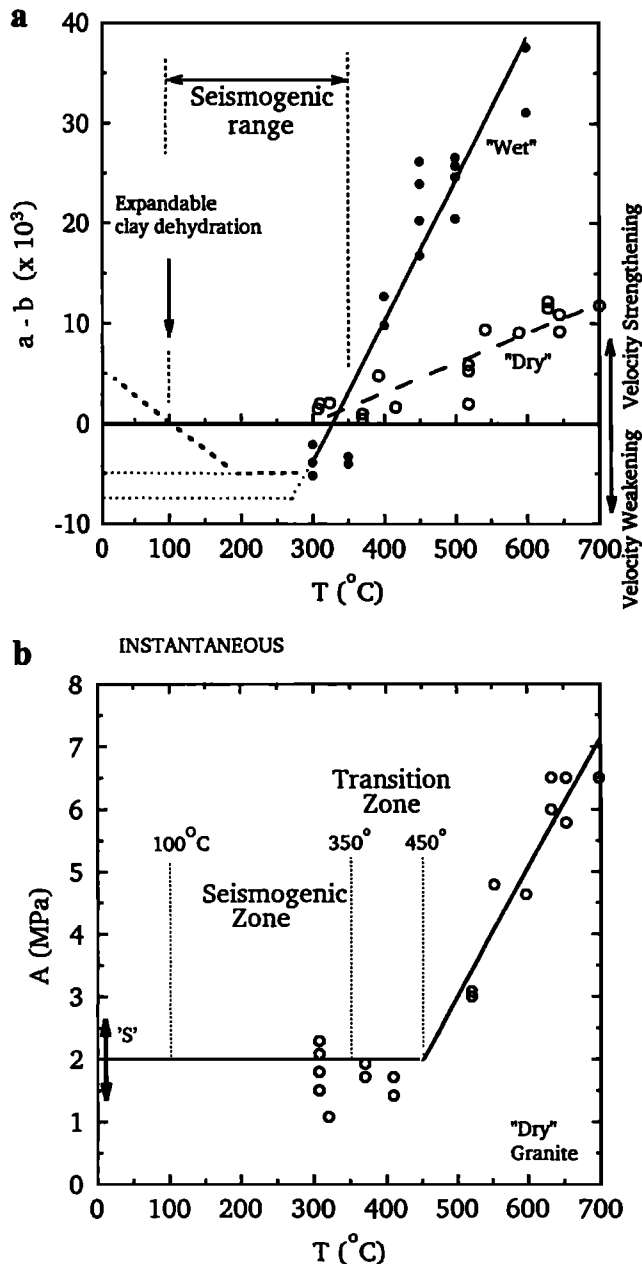 a
40
30
20
10
0
-10
a - b (x 10³)
Seismogenic
range
Expandable
clay dehydration
"Wet"
"Dry"
Velocity Strengthening
Velocity Weakening
0 100 200 300 400 500 600 700
T (°C)
b
INSTANTANEOUS
8
7
6
5
4
3
2
1
0
A (MPa)
Transition
Zone
100°C
350°
450°
Seismogenic
Zone
'S'
"Dry"
Granite
0 100 200 300 400 500 600 700
T (°C)